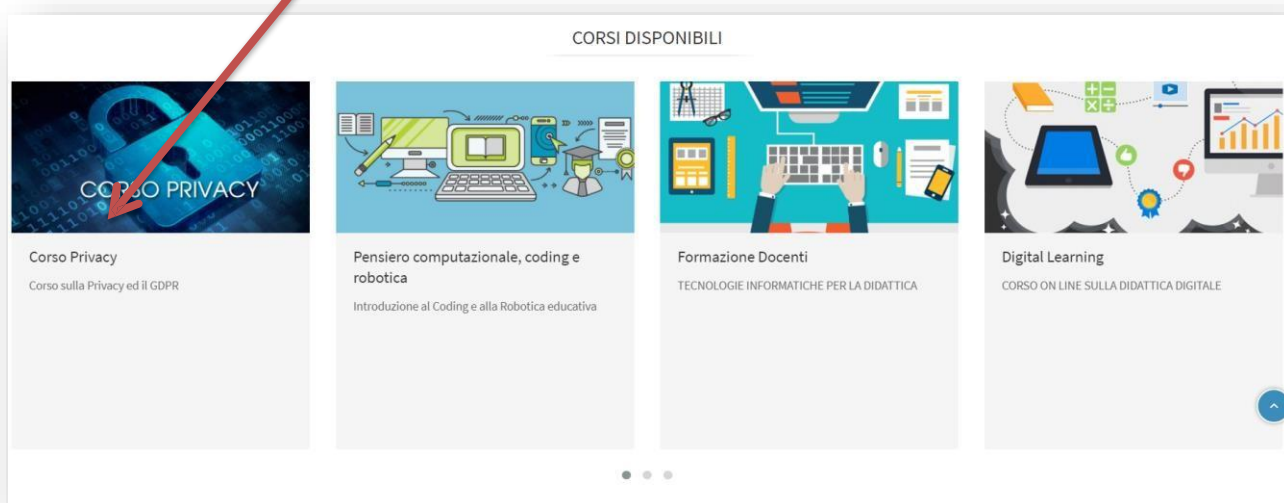 CORSI DISPONIBILI
CORSO PRIVACY
Corso Privacy
Corso sulla Privacy ed il GDPR
Pensiero computazionale, coding e
robotica
Introduzione al Coding e alla Robotica educativa
Formazione Docenti
TECNOLOGIE INFORMATICHE PER LA DIDATTICA
Digital Learning
CORSO ON LINE SULLA DIDATTICA DIGITALE